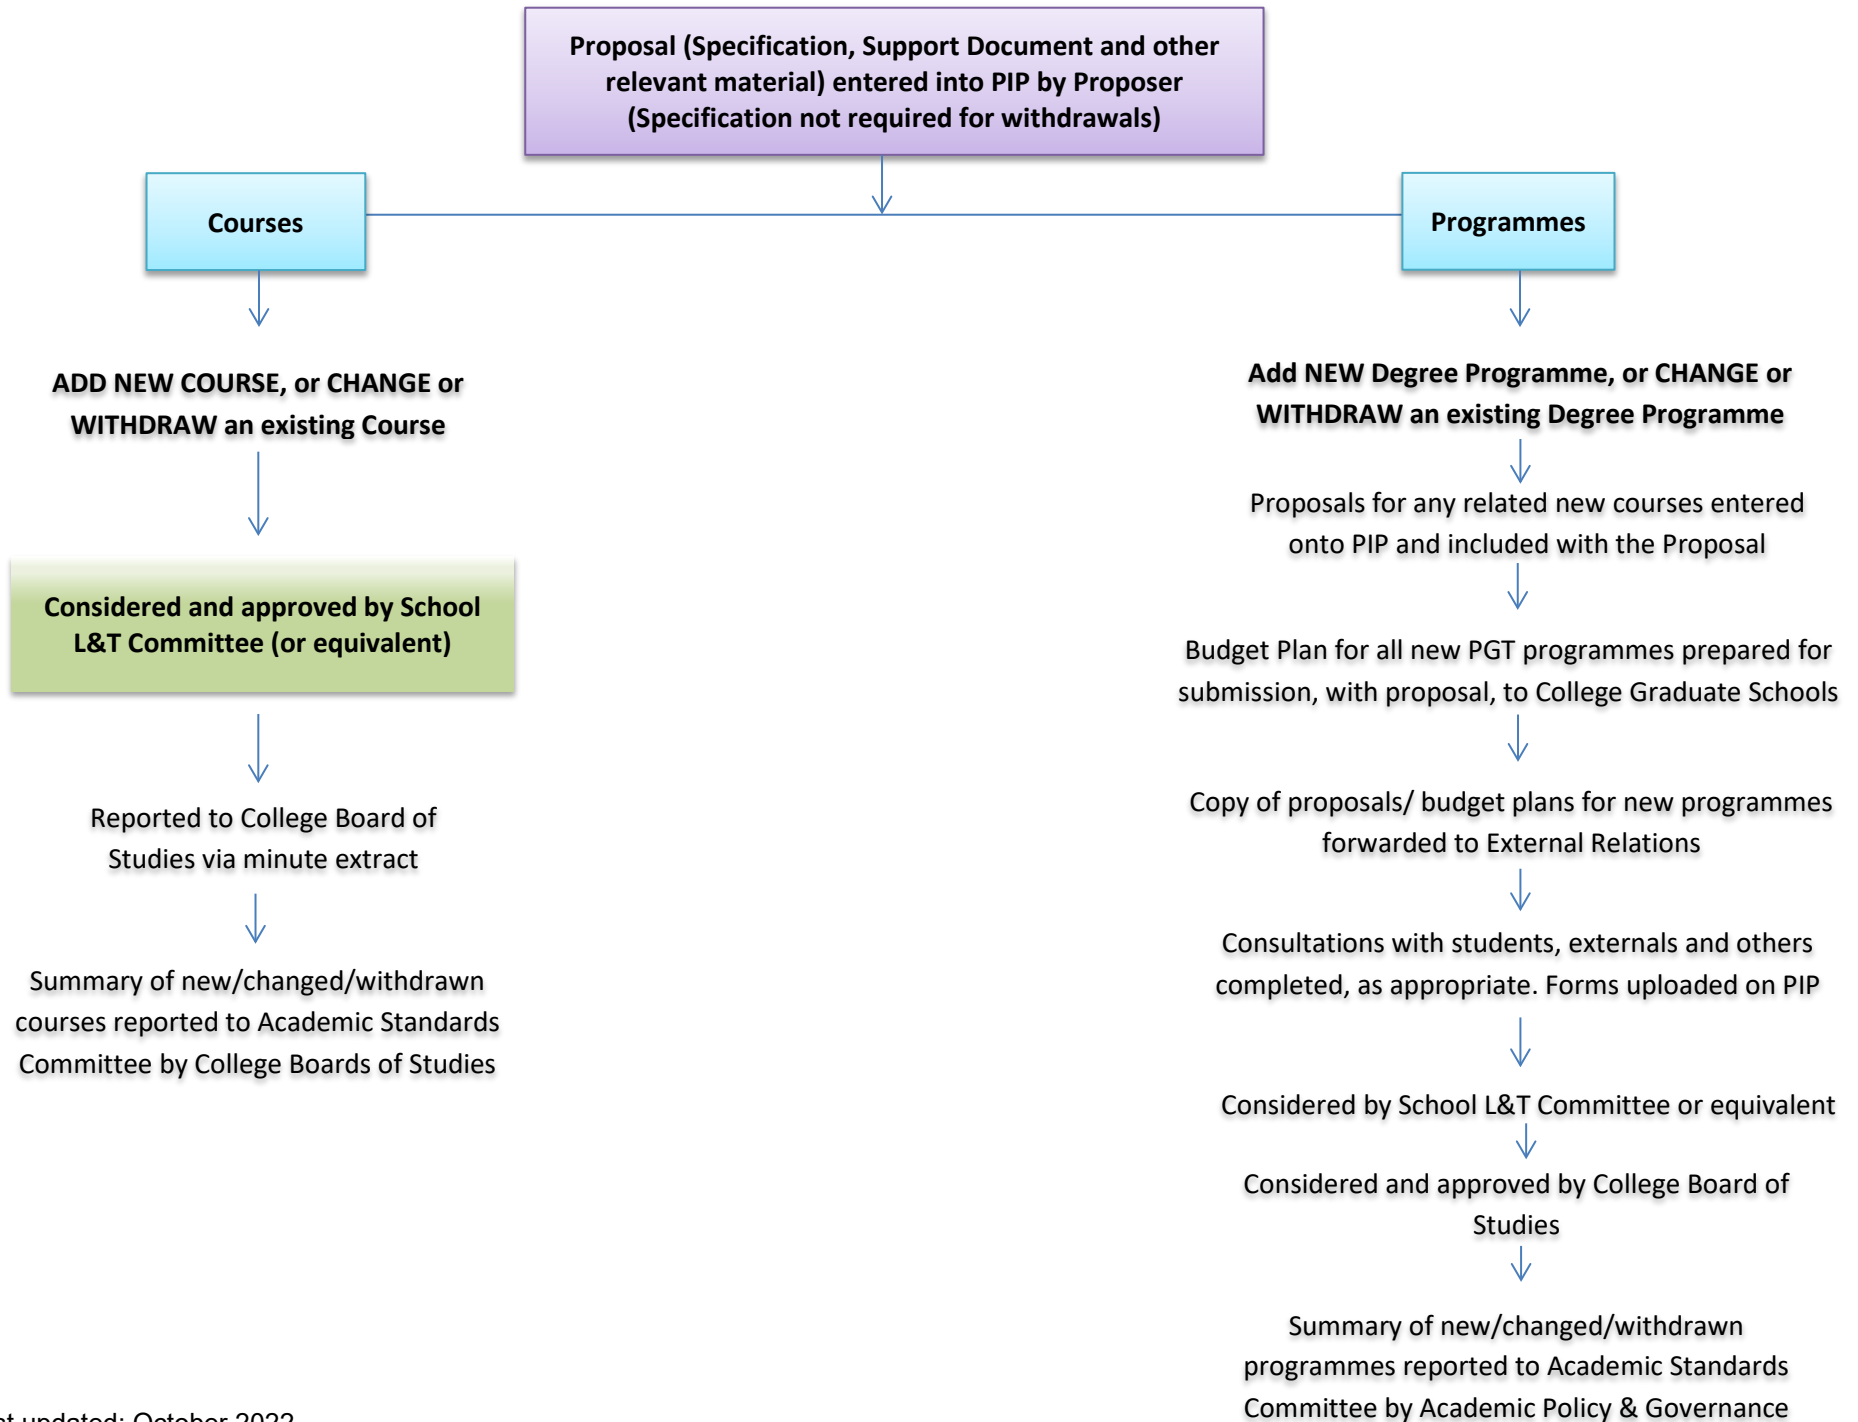 Proposal (Specification, Support Document and other
relevant material) entered into PIP by Proposer
(Specification not required for withdrawals)
Courses
Programmes
ADD NEW COURSE, or CHANGE or
WITHDRAW an existing Course
Considered and approved by School
L&T Committee (or equivalent)
Reported to College Board of
Studies via minute extract
Summary of new/changed/withdrawn
courses reported to Academic Standards
Committee by College Boards of Studies
Add NEW Degree Programme, or CHANGE or
WITHDRAW an existing Degree Programme
Proposals for any related new courses entered
onto PIP and included with the Proposal
Budget Plan for all new PGT programmes prepared for
submission, with proposal, to College Graduate Schools
Copy of proposals/ budget plans for new programmes
forwarded to External Relations
Consultations with students, externals and others
completed, as appropriate. Forms uploaded on PIP
Considered by School L&T Committee or equivalent
Considered and approved by College Board of
Studies
Summary of new/changed/withdrawn
programmes reported to Academic Standards
Committee by Academic Policy & Governance
updated: October 2022